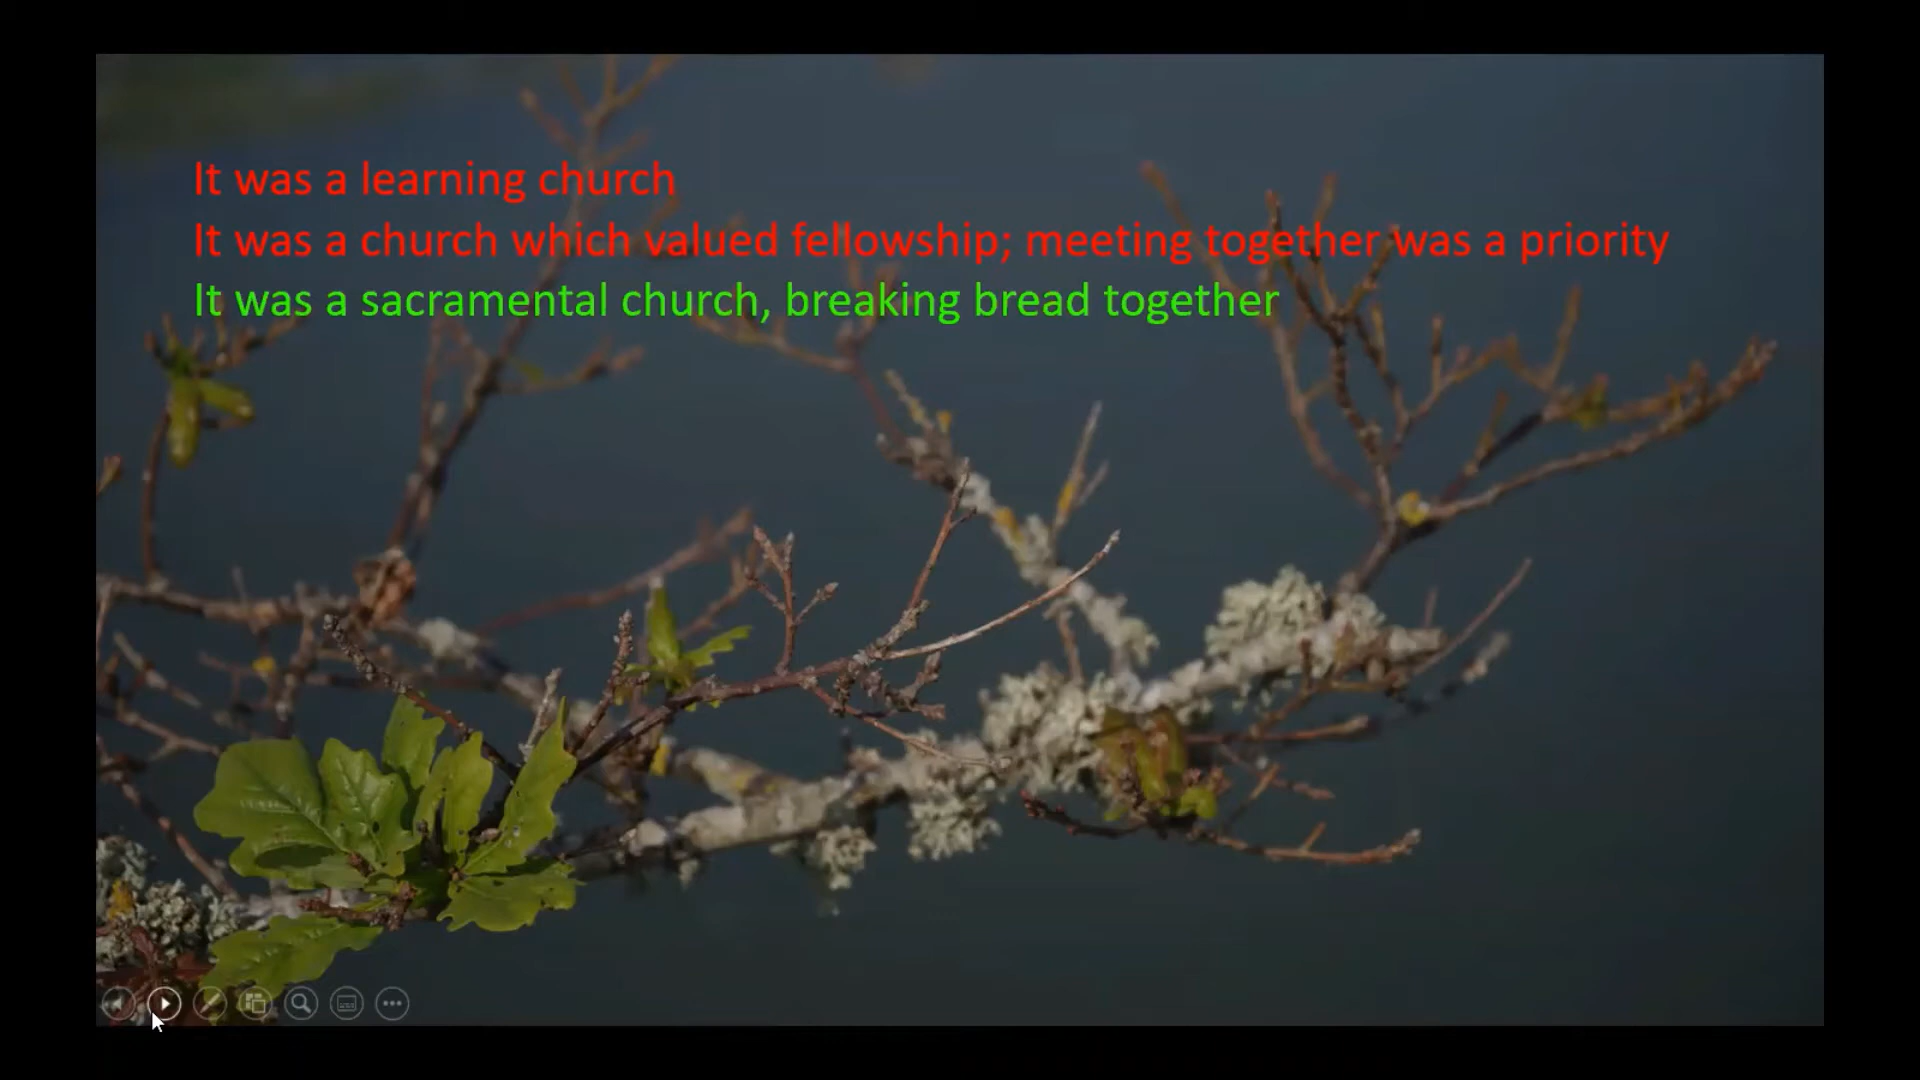 It was a learning church
It was a church which valued fellowship; meeting together was a priority
It was a sacramental church, breaking bread together